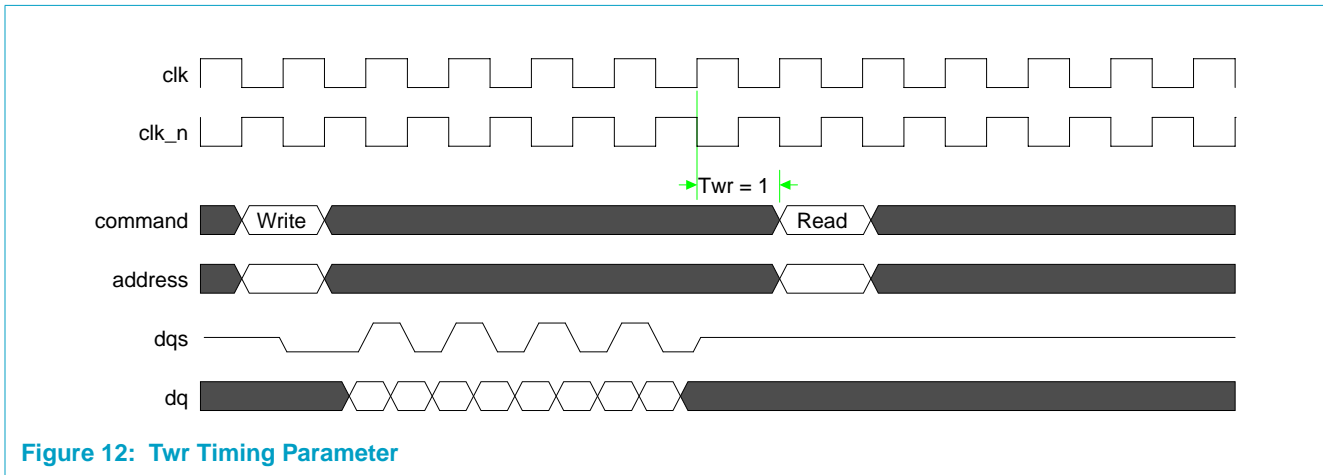 clk
clk_n
Twr = 1
command Write Read
address
dqs
dq
Figure 12: Twr Timing Parameter